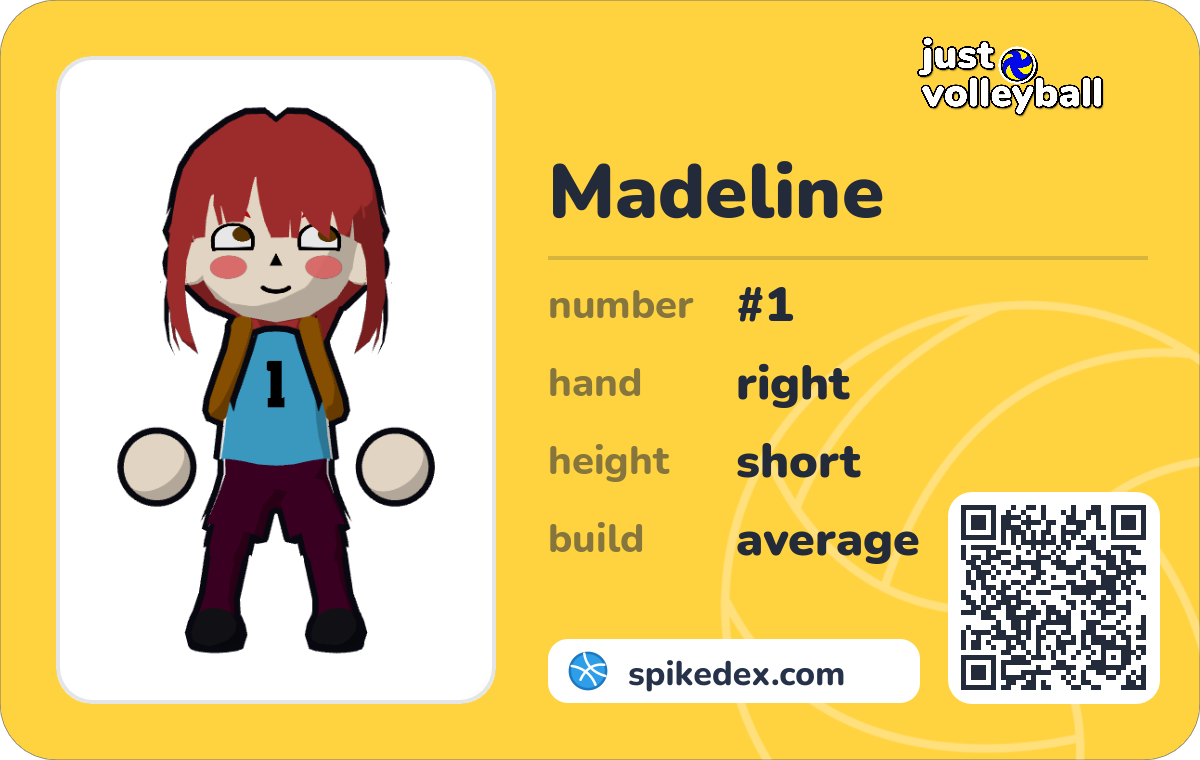 just
volleyball
Madeline
number #1
hand right
height short
build average
1
spikedex.com